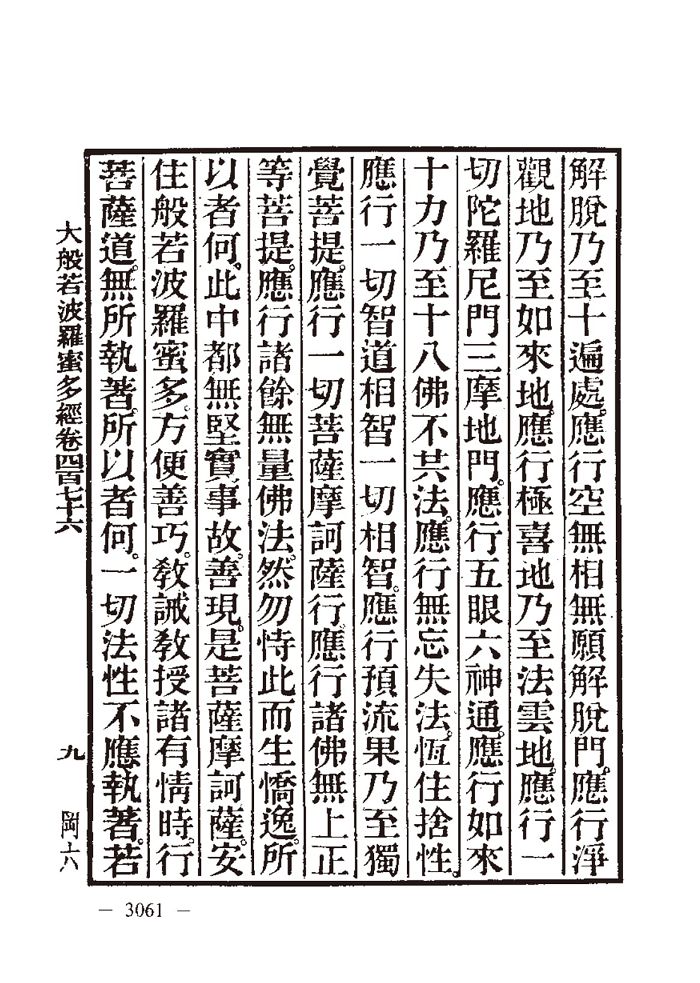 解脫乃至十遍處。應行空無相無願解脫門。應行淨
觀地乃至如來地。應行極喜地乃至法雲地。應行一
切陀羅尼門三摩地門。應行五眼六神通。應行如來
十力乃至十八佛不共法。應行無忘失法。恆住捨性。
應行一切智道相智一切相智。應行預流果乃至獨
覺菩提。應行一切菩薩摩訶薩行。應行諸佛無上正
等菩提。應行諸餘無量佛法。然勿恃此而生憍逸。所
以者何。此中都無堅實事故。善現。是菩薩摩訶薩。安
住般若波羅蜜多。方便善巧。敎誡敎授諸有情時。行
菩薩道。無所執著。所以者何。一切法性不應執著。若
大般若波羅蜜多經卷四百七十六 九 岡六
— 3061 —